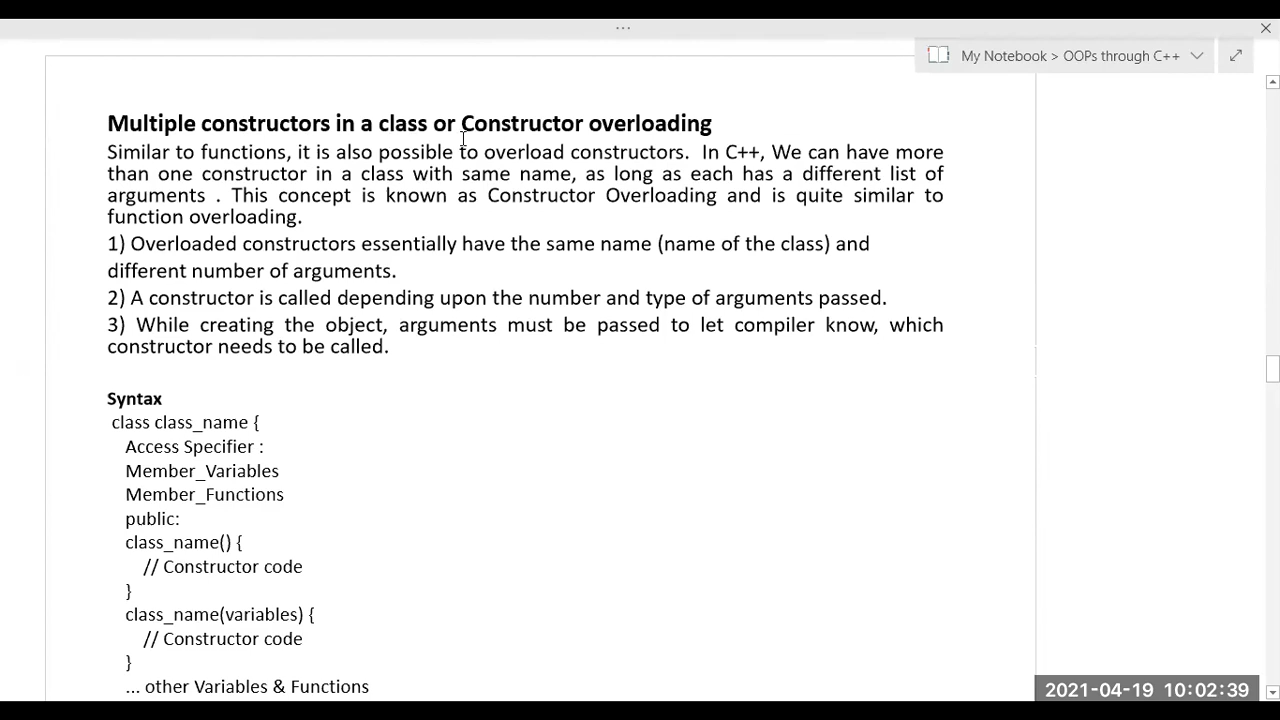 ...
My Notebook > OOPs through C++
Multiple constructors in a class or Constructor overloading
Similar to functions, it is also possible to overload constructors. In C++, We can have more
than one constructor in a class with same name, as long as each has a different list of
arguments . This concept is known as Constructor Overloading and is quite similar to
function overloading.
1) Overloaded constructors essentially have the same name (name of the class) and
different number of arguments.
2) A constructor is called depending upon the number and type of arguments passed.
3) While creating the object, arguments must be passed to let compiler know, which
constructor needs to be called.
Syntax
class class_name {
Access Specifier :
Member_Variables
Member_Functions
public:
class_name() {
// Constructor code
}
class_name(variables) {
// Constructor code
}
... other Variables & Functions
2021-04-19 10:02:39